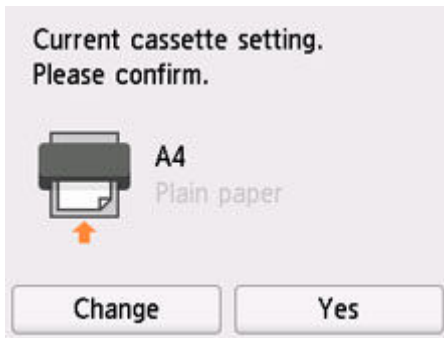 Current cassette setting.
Please confirm.
A4
Plain paper
Change
Yes